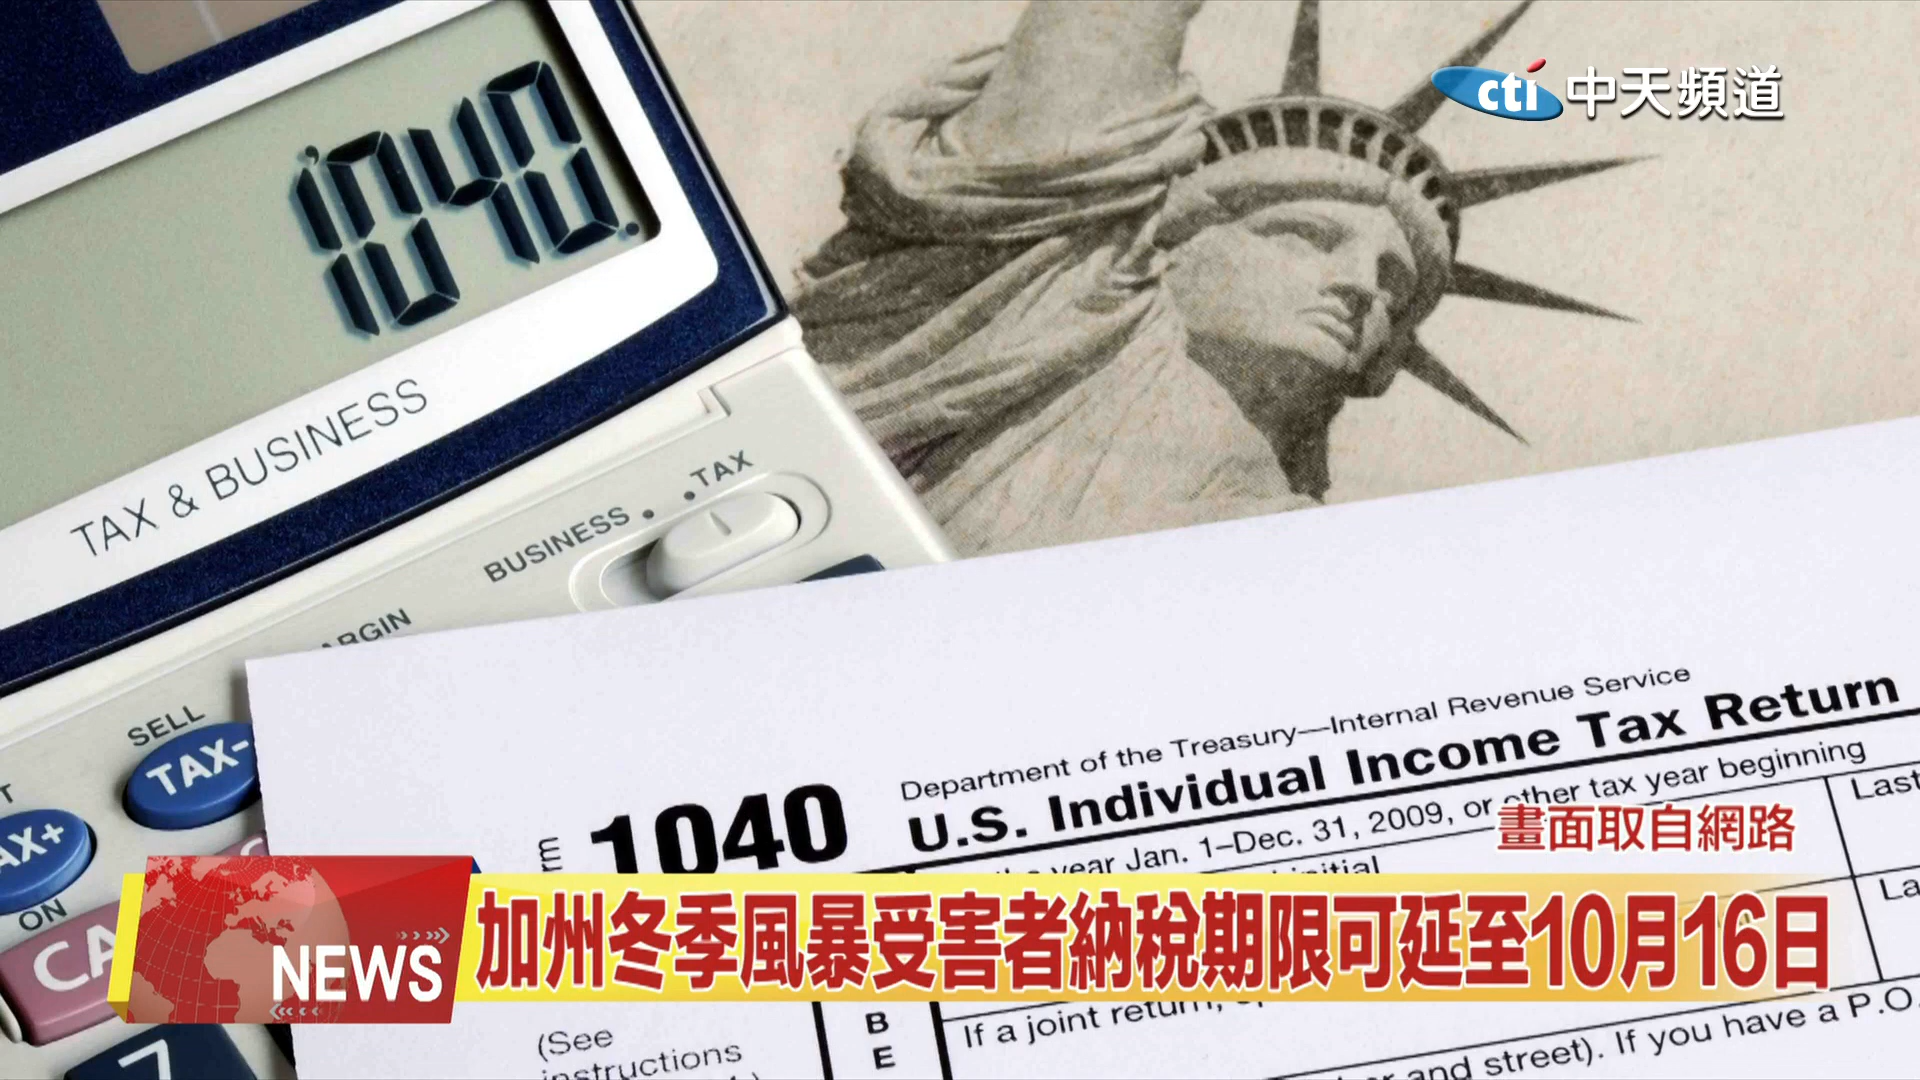 cti 中天頻道
1040.
TAX & BUSINESS
BUSINESS
TAX
SELL
TAX-
ON
7
1040
Department of the Treasury—Internal Revenue Service
U.S. Individual Income Tax Return
year Jan. 1–Dec. 31, 2009, or other tax year beginning
initial
Last
La
畫面取自網路
NEWS
加州冬季風暴受害者納稅期限可延至10月16日
(See
instructions
B
E
If a joint return,
and street). If you have a P.O.